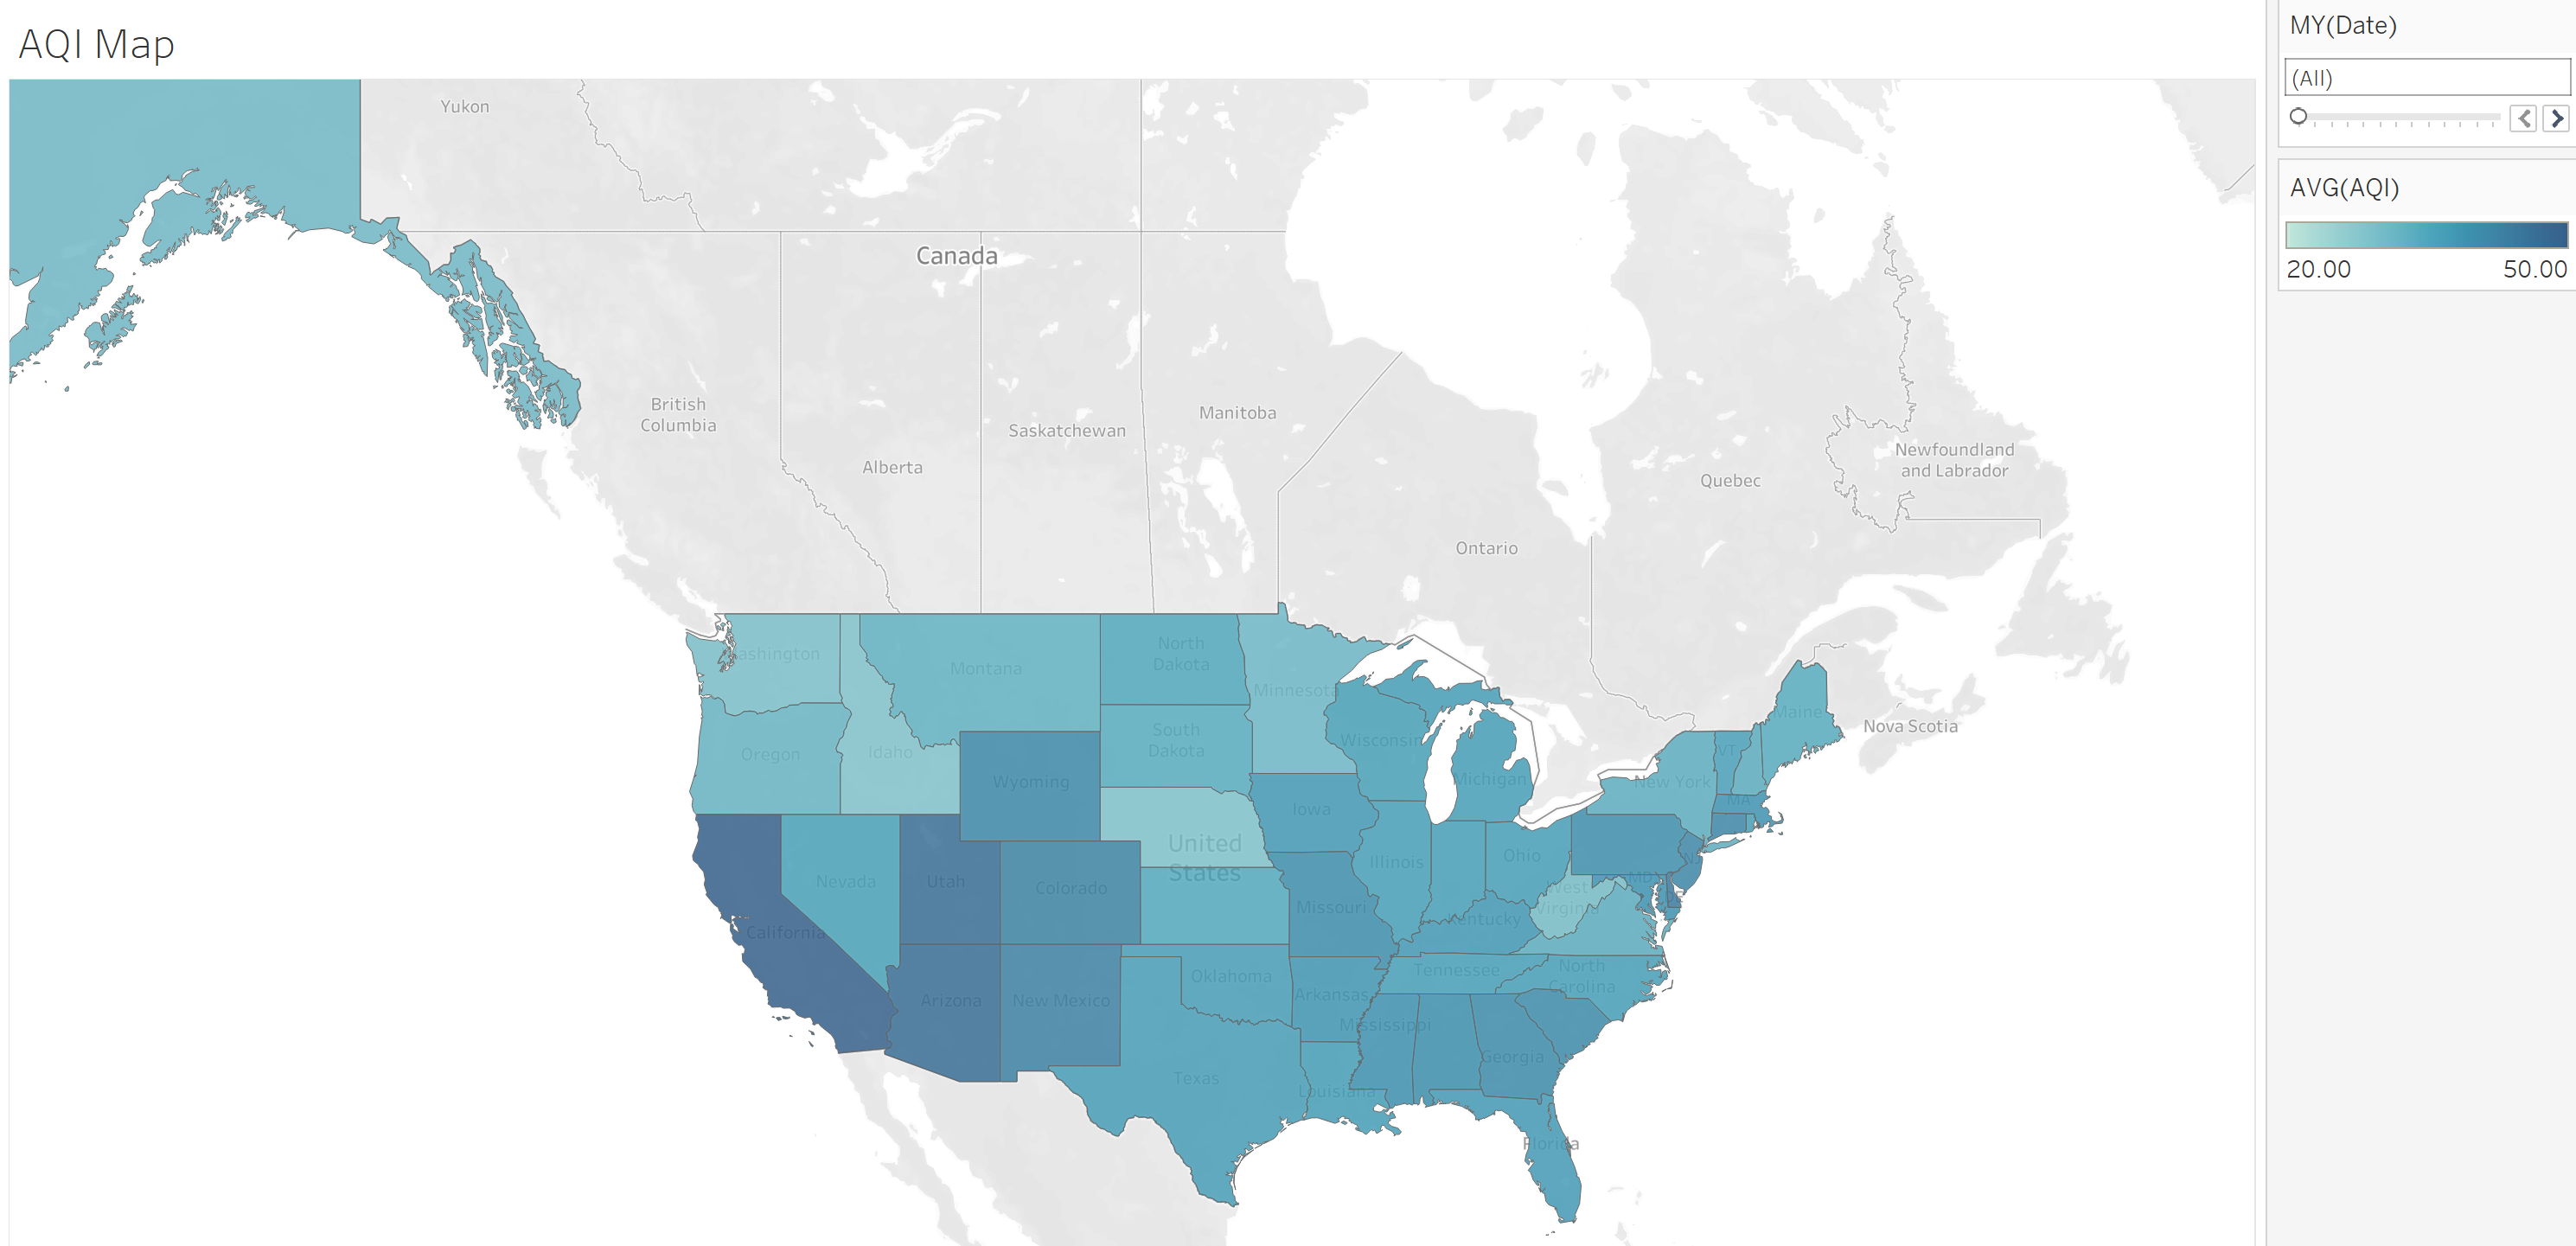 AQI Map
MY(Date)
(All)
AVG(AQI)
20.00 50.00
Yukon
Canada
British
Columbia
Alberta
Saskatchewan
Manitoba
Ontario
Quebec
Newfoundland
and Labrador
Nova Scotia
ashington
Montana
North
Dakota
Minnesota
Oregon
Idaho
Wyoming
South
Dakota
Wisconsin
Michigan
New York
VT
Maine
MA
Iowa
United
States
Nevada
Utah
Colorado
Illinois
Ohio
West
Virginia
MD
NJ
DE
California
Missouri
Kentucky
Arizona
New Mexico
Oklahoma
Arkansas
Tennessee
North
Carolina
Mississippi
Georgia
Texas
Louisiana
Florida